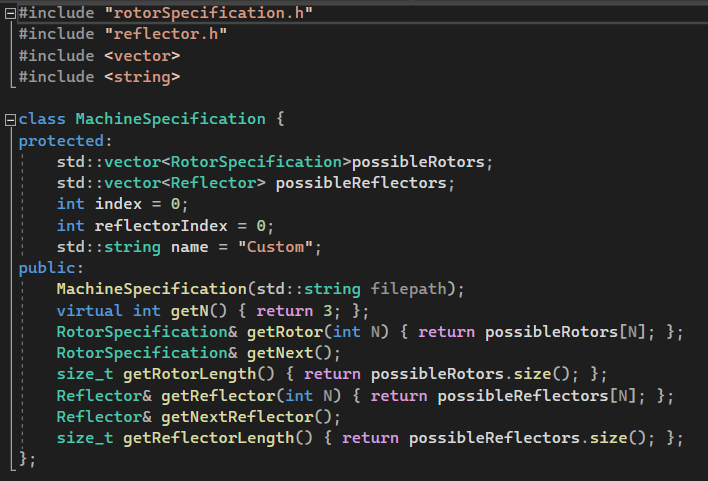 #include "rotorSpecification.h"
#include "reflector.h"
#include <vector>
#include <string>
class MachineSpecification {
protected:
std::vector<RotorSpecification>possibleRotors;
std::vector<Reflector> possibleReflectors;
int index = 0;
int reflectorIndex = 0;
std::string name = "Custom";
public:
MachineSpecification(std::string filepath);
virtual int getN() { return 3; };
RotorSpecification& getRotor(int N) { return possibleRotors[N]; };
RotorSpecification& getNext();
size_t getRotorLength() { return possibleRotors.size(); };
Reflector& getReflector(int N) { return possibleReflectors[N]; };
Reflector& getNextReflector();
size_t getReflectorLength() { return possibleReflectors.size(); };
};